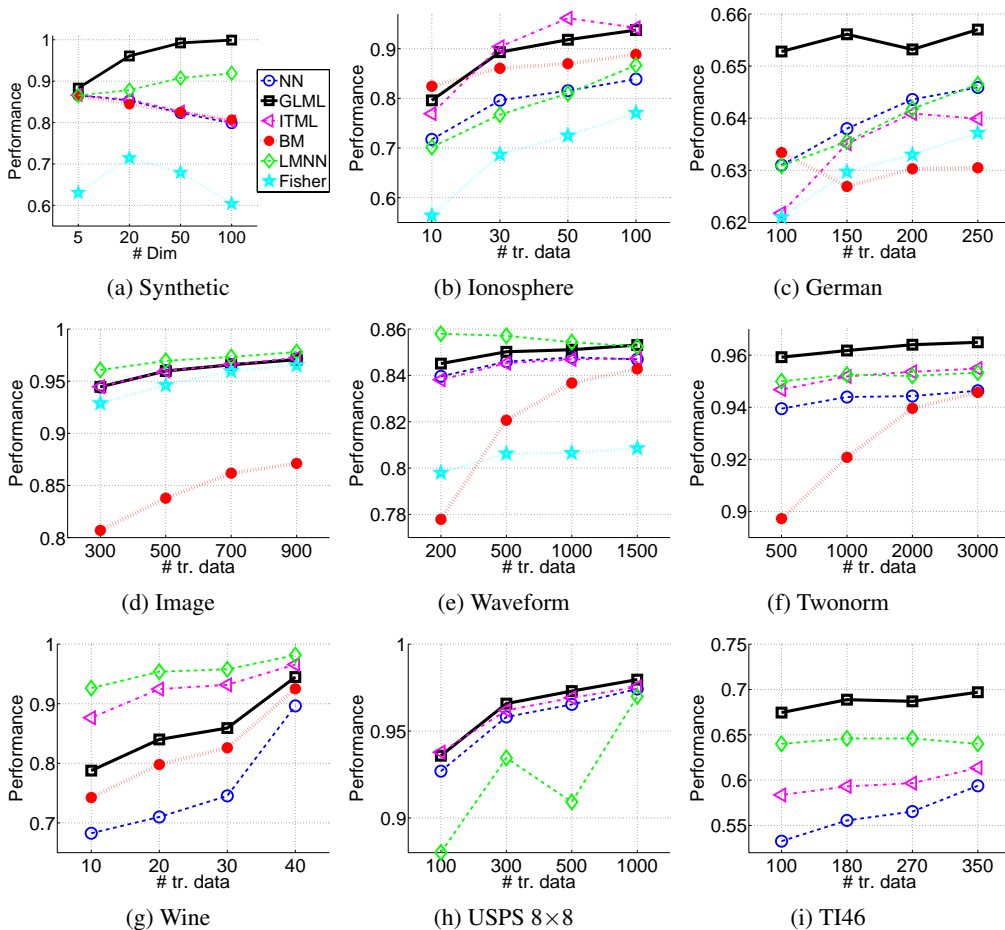 1
0.9
0.8
0.7
0.6
Performance
5 20 50 100
# Dim
NN
GLML
ITML
BM
LMNN
Fisher
(a) Synthetic
0.9
0.8
0.7
0.6
Performance
10 30 50 100
# tr. data
(b) Ionosphere
0.66
0.65
0.64
0.63
0.62
Performance
100 150 200 250
# tr. data
(c) German
1
0.95
0.9
0.85
0.8
Performance
300 500 700 900
# tr. data
(d) Image
0.86
0.84
0.82
0.8
0.78
Performance
200 500 1000 1500
# tr. data
(e) Waveform
0.96
0.94
0.92
0.9
Performance
500 1000 2000 3000
# tr. data
(f) Twonorm
1
0.9
0.8
0.7
Performance
10 20 30 40
# tr. data
(g) Wine
1
0.95
0.9
Performance
100 300 500 1000
# tr. data
(h) USPS 8×8
0.75
0.7
0.65
0.6
0.55
Performance
100 180 270 350
# tr. data
(i) TI46